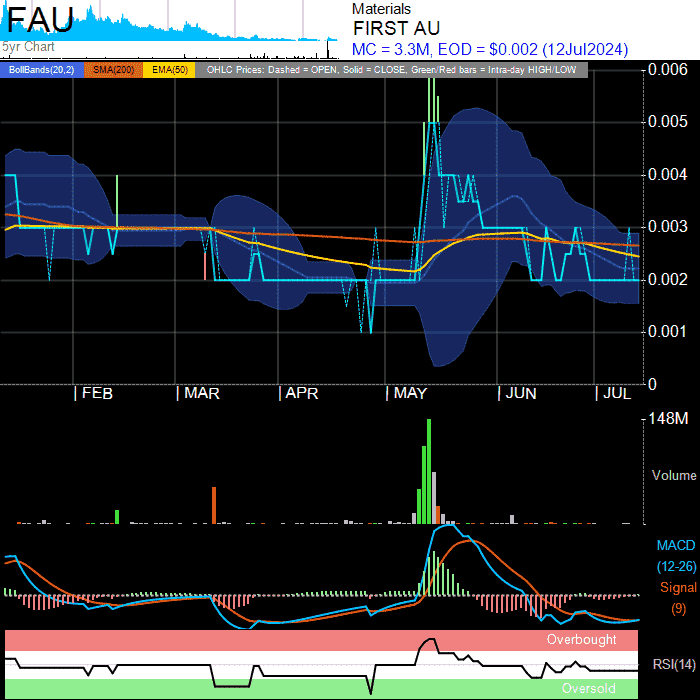 FAU
5yr Chart
Materials
FIRST AU
MC = 3.3M, EOD = $0.002 (12Jul2024)
BollBands(20,2) SMA(200) EMA(50) OHLC Prices: Dashed = OPEN, Solid = CLOSE, Green/Red bars = Intra-day HIGH/LOW
0.006
0.005
0.004
0.003
0.002
0.001
0
FEB MAR APR MAY JUN JUL
148M
Volume
MACD
(12-26)
Signal
(9)
Overbought
RSI(14)
Oversold